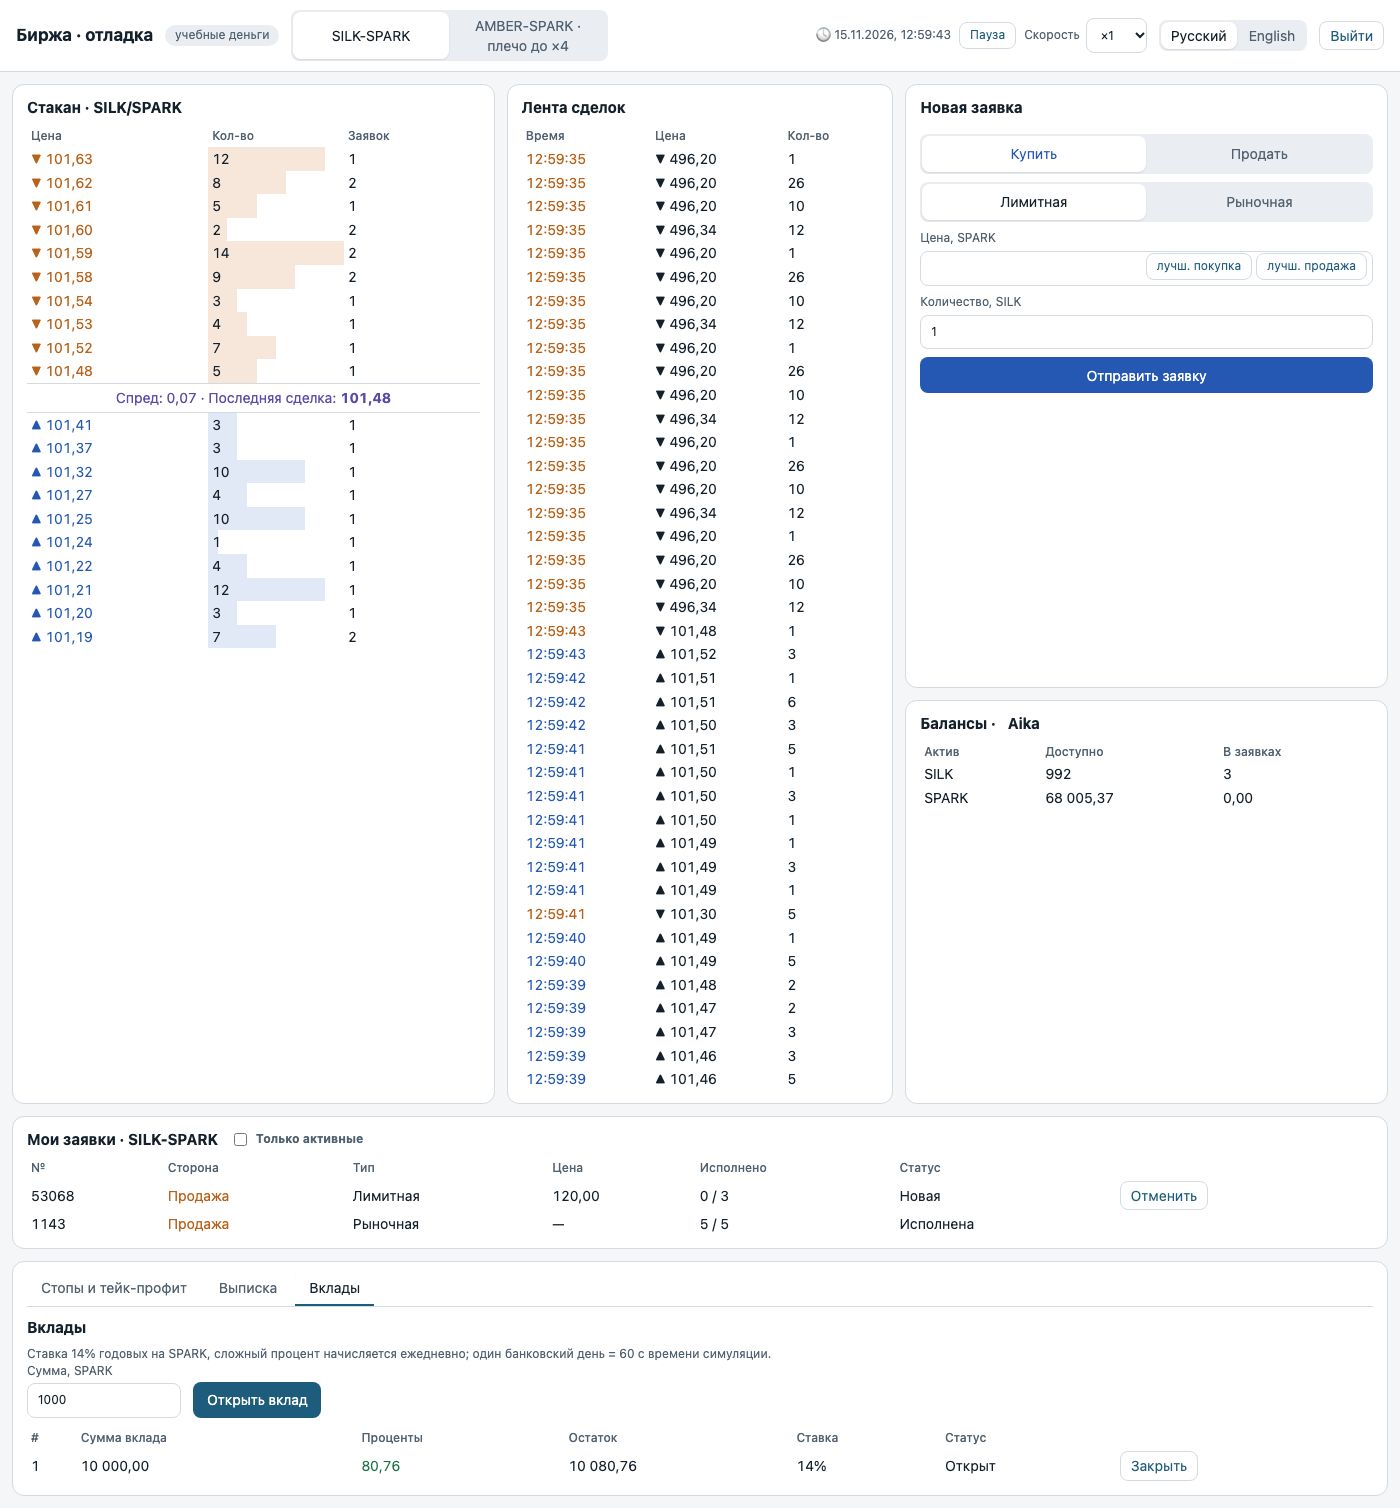 Биржа · отладка учебные деньги SILK-SPARK AMBER-SPARK · плечо до ×4 15.11.2026, 12:59:43 Пауза Скорость ×1 Русский English Выйти
Стакан · SILK/SPARK
Цена Кол-во Заявок
▼ 101,63 12 1
▼ 101,62 8 2
▼ 101,61 5 1
▼ 101,60 2 2
▼ 101,59 14 2
▼ 101,58 9 2
▼ 101,54 3 1
▼ 101,53 4 1
▼ 101,52 7 1
▼ 101,48 5 1
Спред: 0,07 · Последняя сделка: 101,48
▲ 101,41 3 1
▲ 101,37 3 1
▲ 101,32 10 1
▲ 101,27 4 1
▲ 101,25 10 1
▲ 101,24 1 1
▲ 101,22 4 1
▲ 101,21 12 1
▲ 101,20 3 1
▲ 101,19 7 2
Лента сделок
Время Цена Кол-во
12:59:35 ▼ 496,20 1
12:59:35 ▼ 496,20 26
12:59:35 ▼ 496,20 10
12:59:35 ▼ 496,34 12
12:59:35 ▼ 496,20 1
12:59:35 ▼ 496,20 26
12:59:35 ▼ 496,20 10
12:59:35 ▼ 496,34 12
12:59:35 ▼ 496,20 1
12:59:35 ▼ 496,20 26
12:59:35 ▼ 496,20 10
12:59:35 ▼ 496,34 12
12:59:35 ▼ 496,20 1
12:59:35 ▼ 496,20 26
12:59:35 ▼ 496,20 10
12:59:35 ▼ 496,34 12
12:59:35 ▼ 496,20 1
12:59:35 ▼ 496,20 26
12:59:35 ▼ 496,20 10
12:59:35 ▼ 496,34 12
12:59:43 ▼ 101,48 1
12:59:43 ▲ 101,52 3
12:59:42 ▲ 101,51 1
12:59:42 ▲ 101,51 6
12:59:42 ▲ 101,50 3
12:59:41 ▲ 101,51 5
12:59:41 ▲ 101,50 1
12:59:41 ▲ 101,50 3
12:59:41 ▲ 101,50 1
12:59:41 ▲ 101,49 1
12:59:41 ▲ 101,49 3
12:59:41 ▲ 101,49 1
12:59:41 ▼ 101,30 5
12:59:40 ▲ 101,49 1
12:59:40 ▲ 101,49 5
12:59:39 ▲ 101,48 2
12:59:39 ▲ 101,47 2
12:59:39 ▲ 101,47 3
12:59:39 ▲ 101,46 3
12:59:39 ▲ 101,46 5
Новая заявка
Купить Продать
Лимитная Рыночная
Цена, SPARK
лучш. покупка лучш. продажа
Количество, SILK
1
Отправить заявку
Балансы · Aika
Актив Доступно В заявках
SILK 992 3
SPARK 68 005,37 0,00
Мои заявки · SILK-SPARK Только активные
№ Сторона Тип Цена Исполнено Статус
53068 Продажа Лимитная 120,00 0 / 3 Новая Отменить
1143 Продажа Рыночная — 5 / 5 Исполнена
Стопы и тейк-профит Выписка Вклады
Вклады
Ставка 14% годовых на SPARK, сложный процент начисляется ежедневно; один банковский день = 60 с времени симуляции.
Сумма, SPARK
1000 Открыть вклад
# Сумма вклада Проценты Остаток Ставка Статус
1 10 000,00 80,76 10 080,76 14% Открыт Закрыть